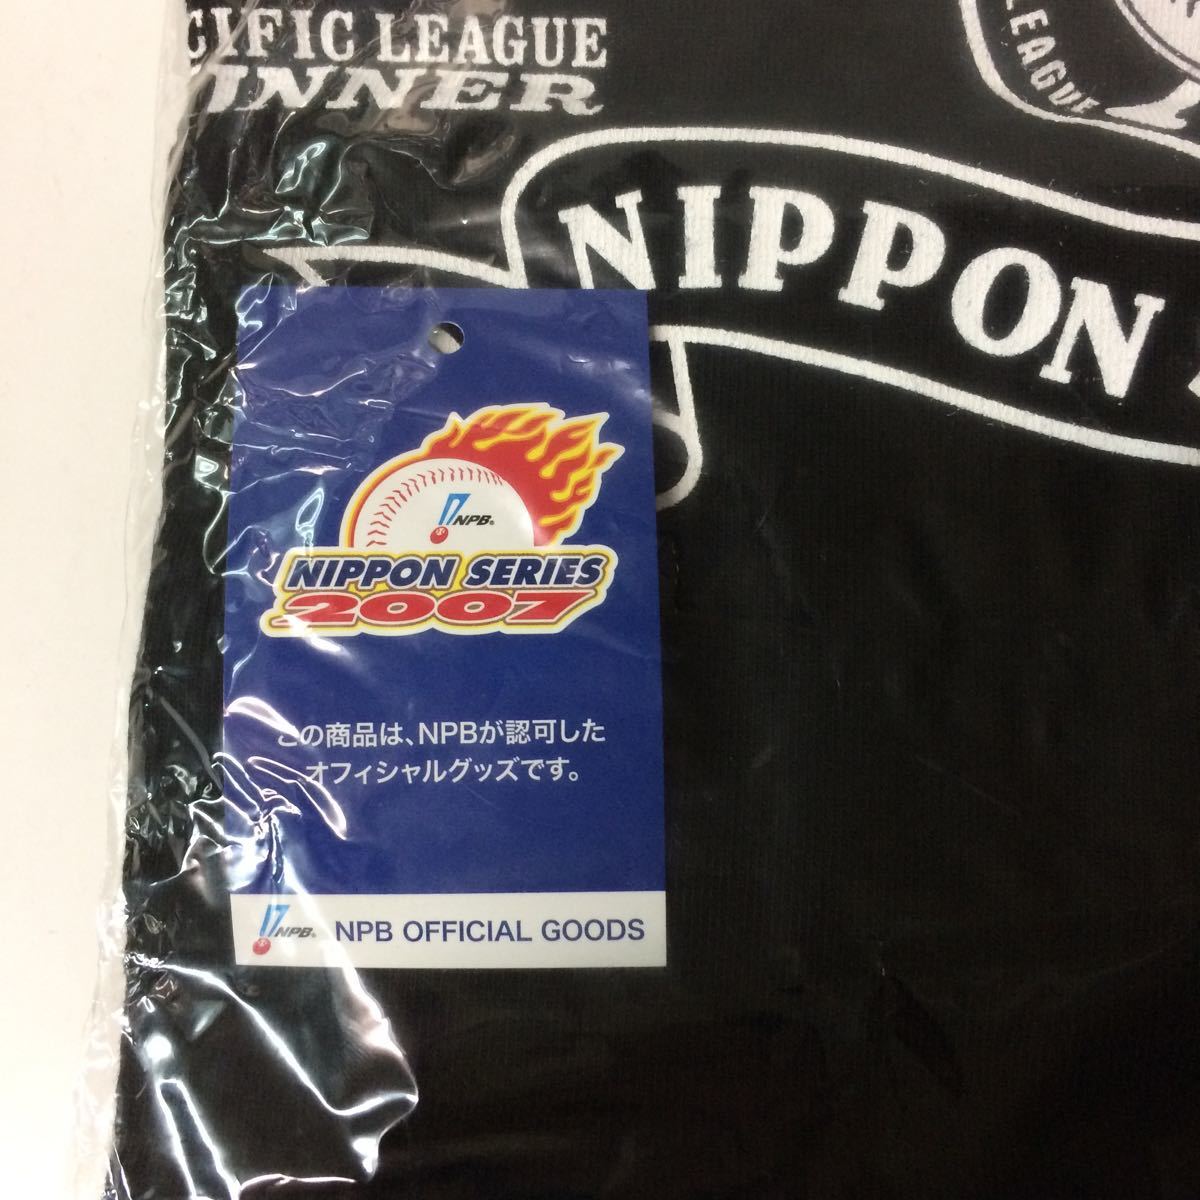 CIFIC LEAGUE
INNER
LEAGUE
NIPPON
NPB
NIPPON SERIES
2007
この商品は、NPBが認可した
オフィシャルグッズです。
NPB NPB OFFICIAL GOODS